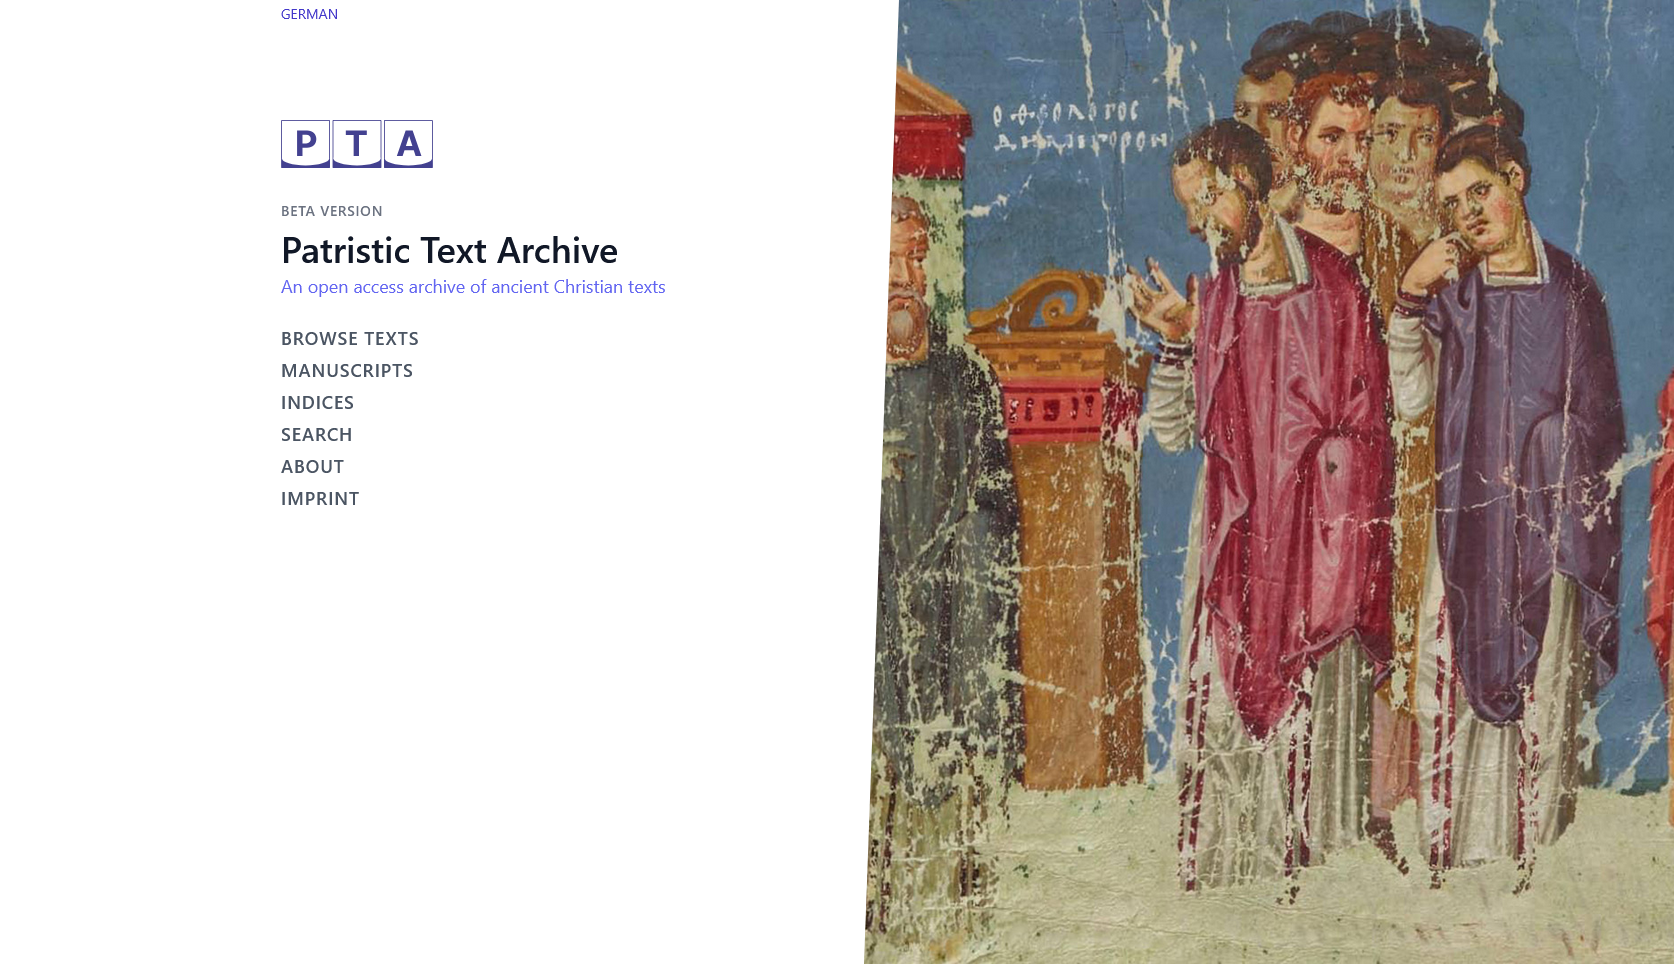 GERMAN
PTA
BETA VERSION
Patristic Text Archive
An open access archive of ancient Christian texts
BROWSE TEXTS
MANUSCRIPTS
INDICES
SEARCH
ABOUT
IMPRINT
ὁ θεολόγος
δημηγορῶν